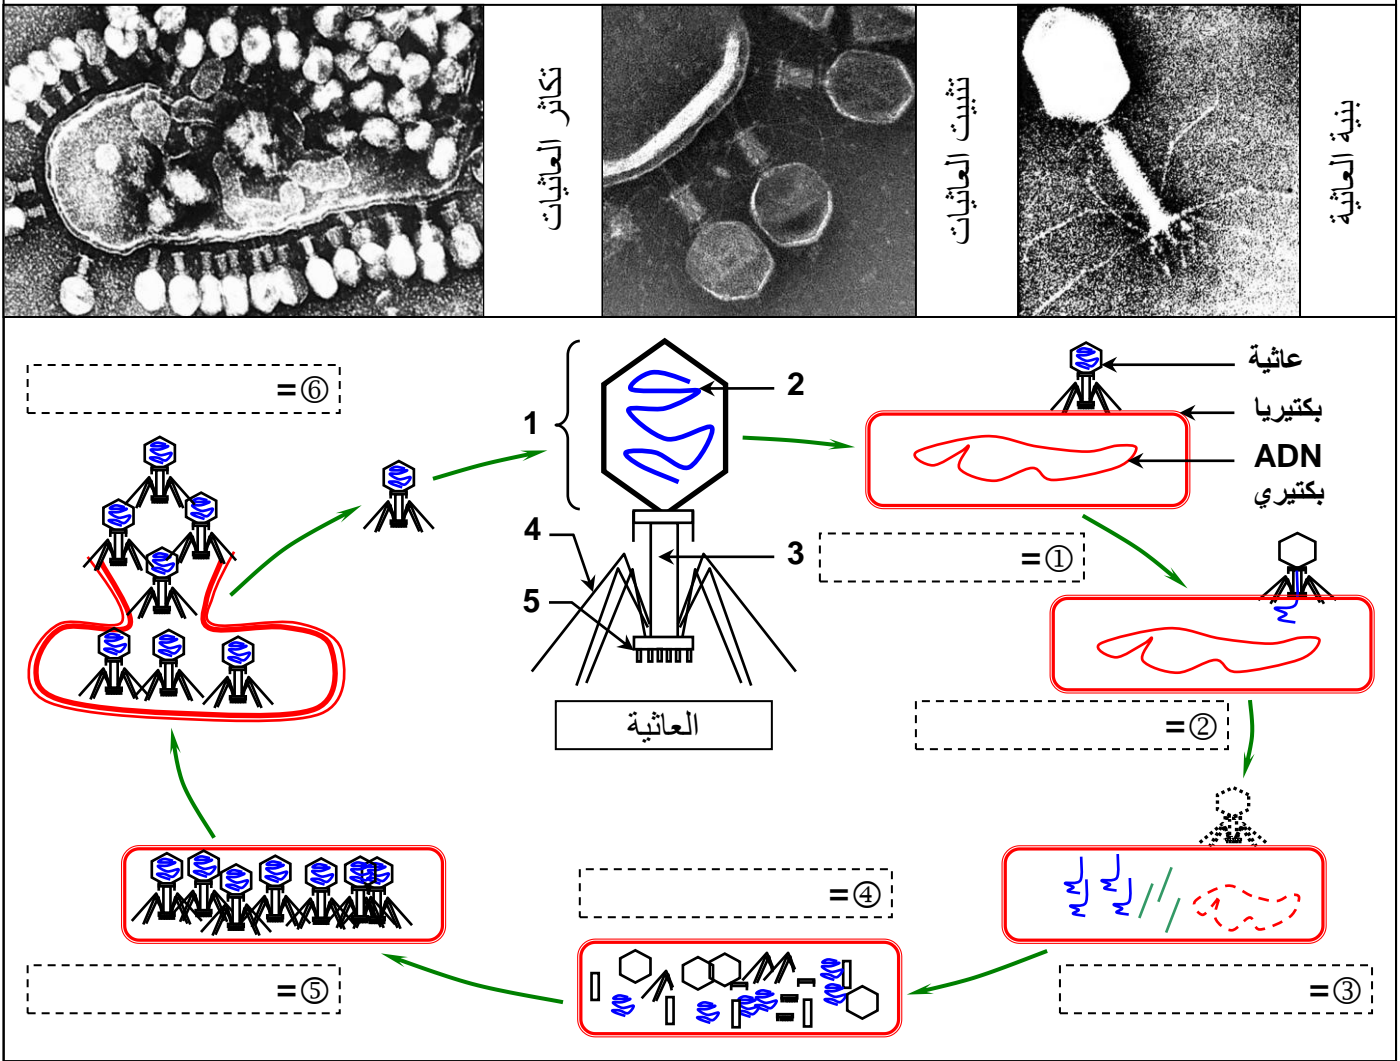 بنية العاثية
تثبيت العاثيات
تكاثر العاثيات
عاثية
بكتيريا
ADN
بكتيري
1
2
3
4
5
العاثية
①=
②=
③=
④=
⑤=
⑥=